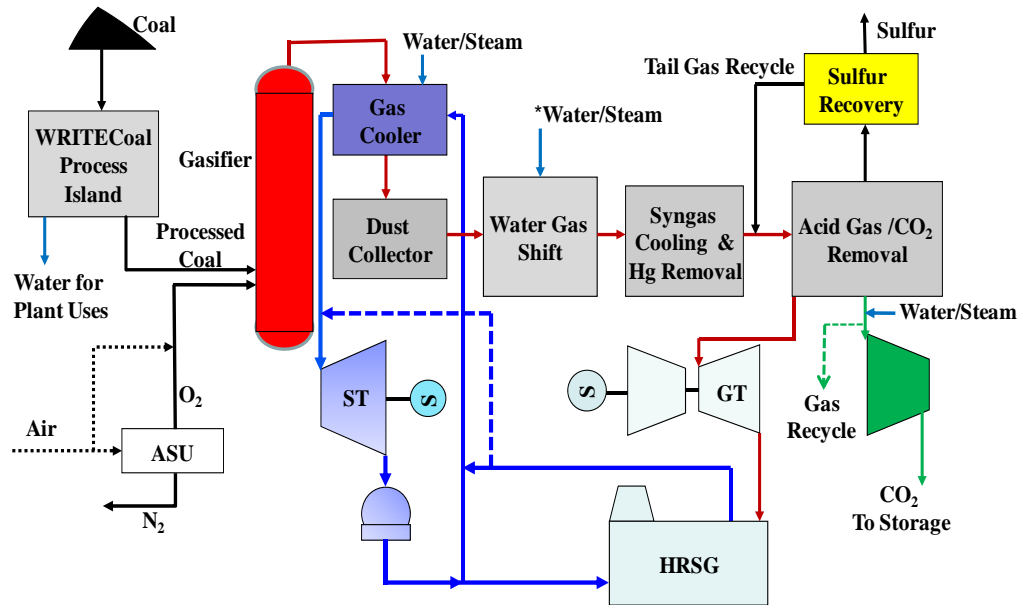 Coal
Sulfur
Water/Steam
Tail Gas Recycle
Sulfur
Recovery
Gas
Cooler
*Water/Steam
WRITECoal
Process
Island
Gasifier
Dust
Collector
Water Gas
Shift
Syngas
Cooling &
Hg Removal
Acid Gas /CO2
Removal
Processed
Coal
Water for
Plant Uses
Water/Steam
O2
ST
S
S
GT
Gas
Recycle
Air
ASU
N2
CO2
To Storage
HRSG